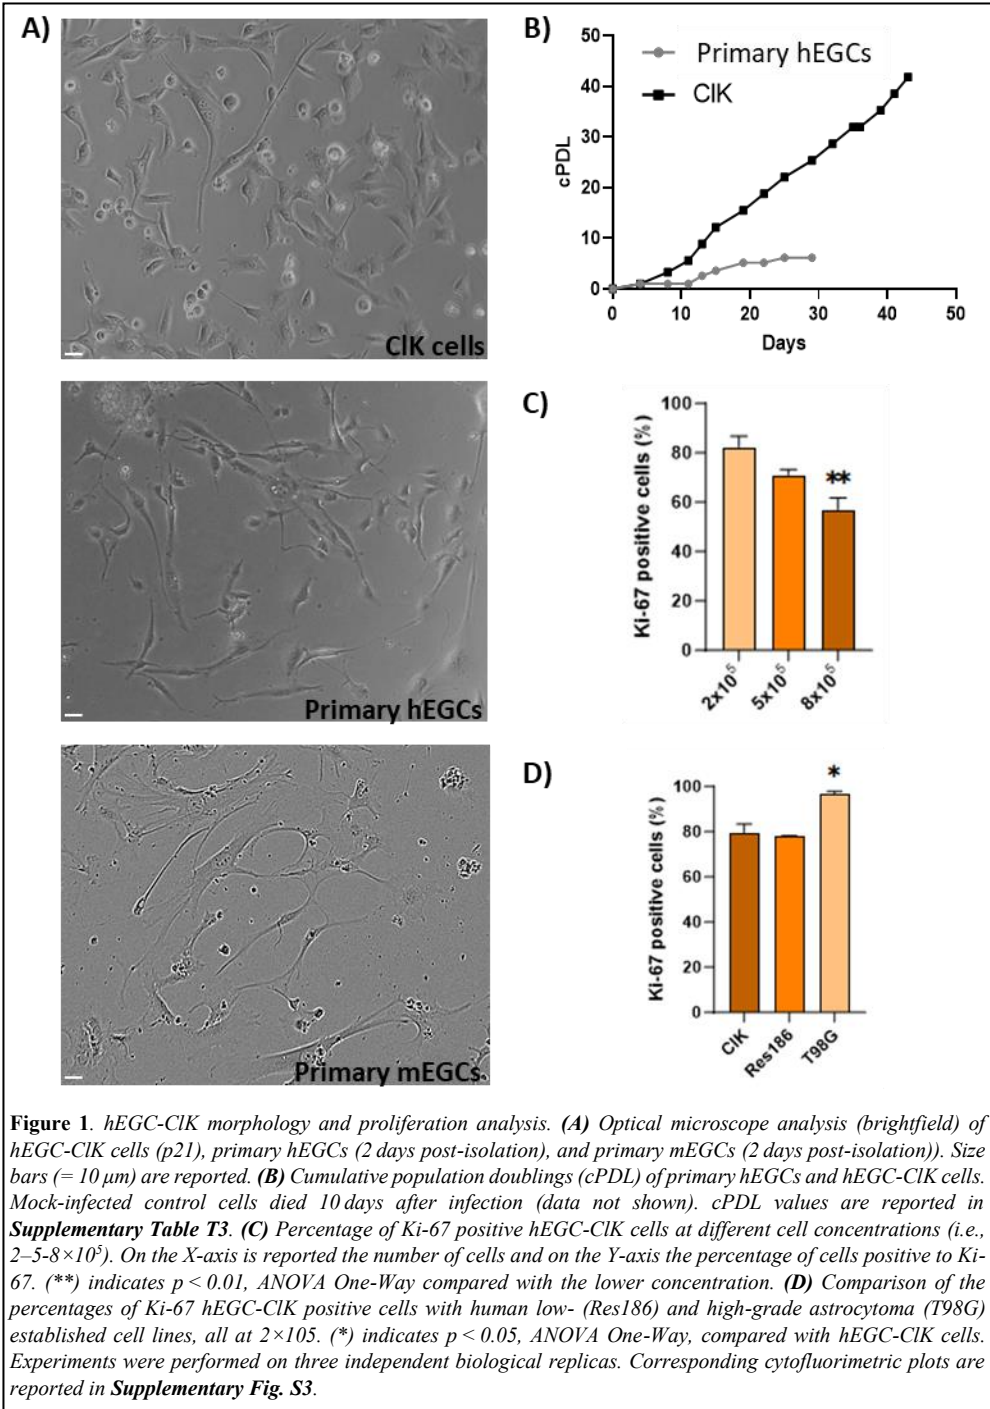 A)
CIK cells
Primary hEGCs
Primary mEGCs
B)
Primary hEGCs
CIK
50
40
30
20
10
0
cPDL
0 10 20 30 40 50
Days
C)
100
80
60
40
20
0
Ki-67 positive cells (%)
**
2x10⁵ 5x10⁵ 8x10⁵
D)
100
80
60
40
20
0
Ki-67 positive cells (%)
*
CIK Res186 T98G
Figure 1. hEGC-ClK morphology and proliferation analysis. (A) Optical microscope analysis (brightfield) of
hEGC-ClK cells (p21), primary hEGCs (2 days post-isolation), and primary mEGCs (2 days post-isolation)). Size
bars (= 10 μm) are reported. (B) Cumulative population doublings (cPDL) of primary hEGCs and hEGC-ClK cells.
Mock-infected control cells died 10 days after infection (data not shown). cPDL values are reported in
Supplementary Table T3. (C) Percentage of Ki-67 positive hEGC-ClK cells at different cell concentrations (i.e.,
2–5-8×10⁵). On the X-axis is reported the number of cells and on the Y-axis the percentage of cells positive to Ki-
67. (**) indicates p < 0.01, ANOVA One-Way compared with the lower concentration. (D) Comparison of the
percentages of Ki-67 hEGC-ClK positive cells with human low- (Res186) and high-grade astrocytoma (T98G)
established cell lines, all at 2×105. (*) indicates p < 0.05, ANOVA One-Way, compared with hEGC-ClK cells.
Experiments were performed on three independent biological replicas. Corresponding cytofluorimetric plots are
reported in Supplementary Fig. S3.